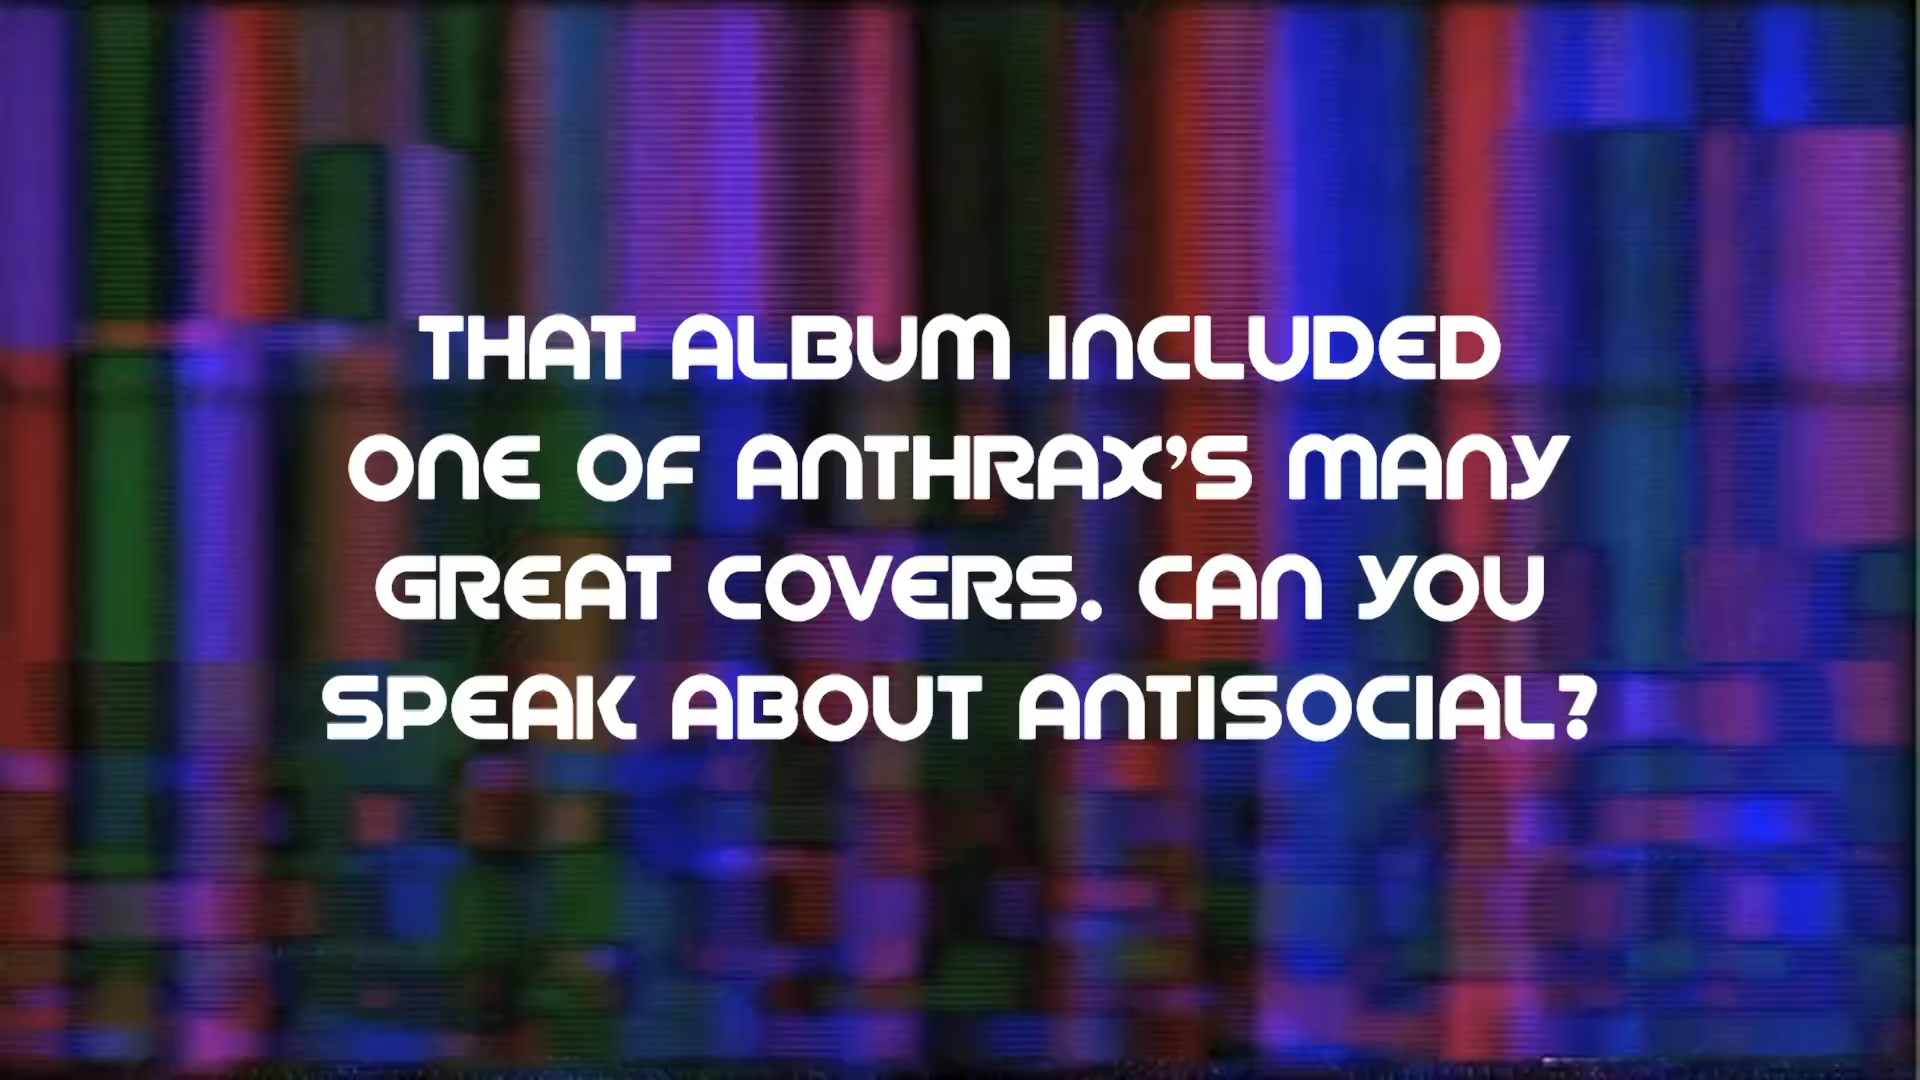 THAT ALBUM INCLUDED
ONE OF ANTHRAX'S MANY
GREAT COVERS. CAN YOU
SPEAK ABOUT ANTISOCIAL?